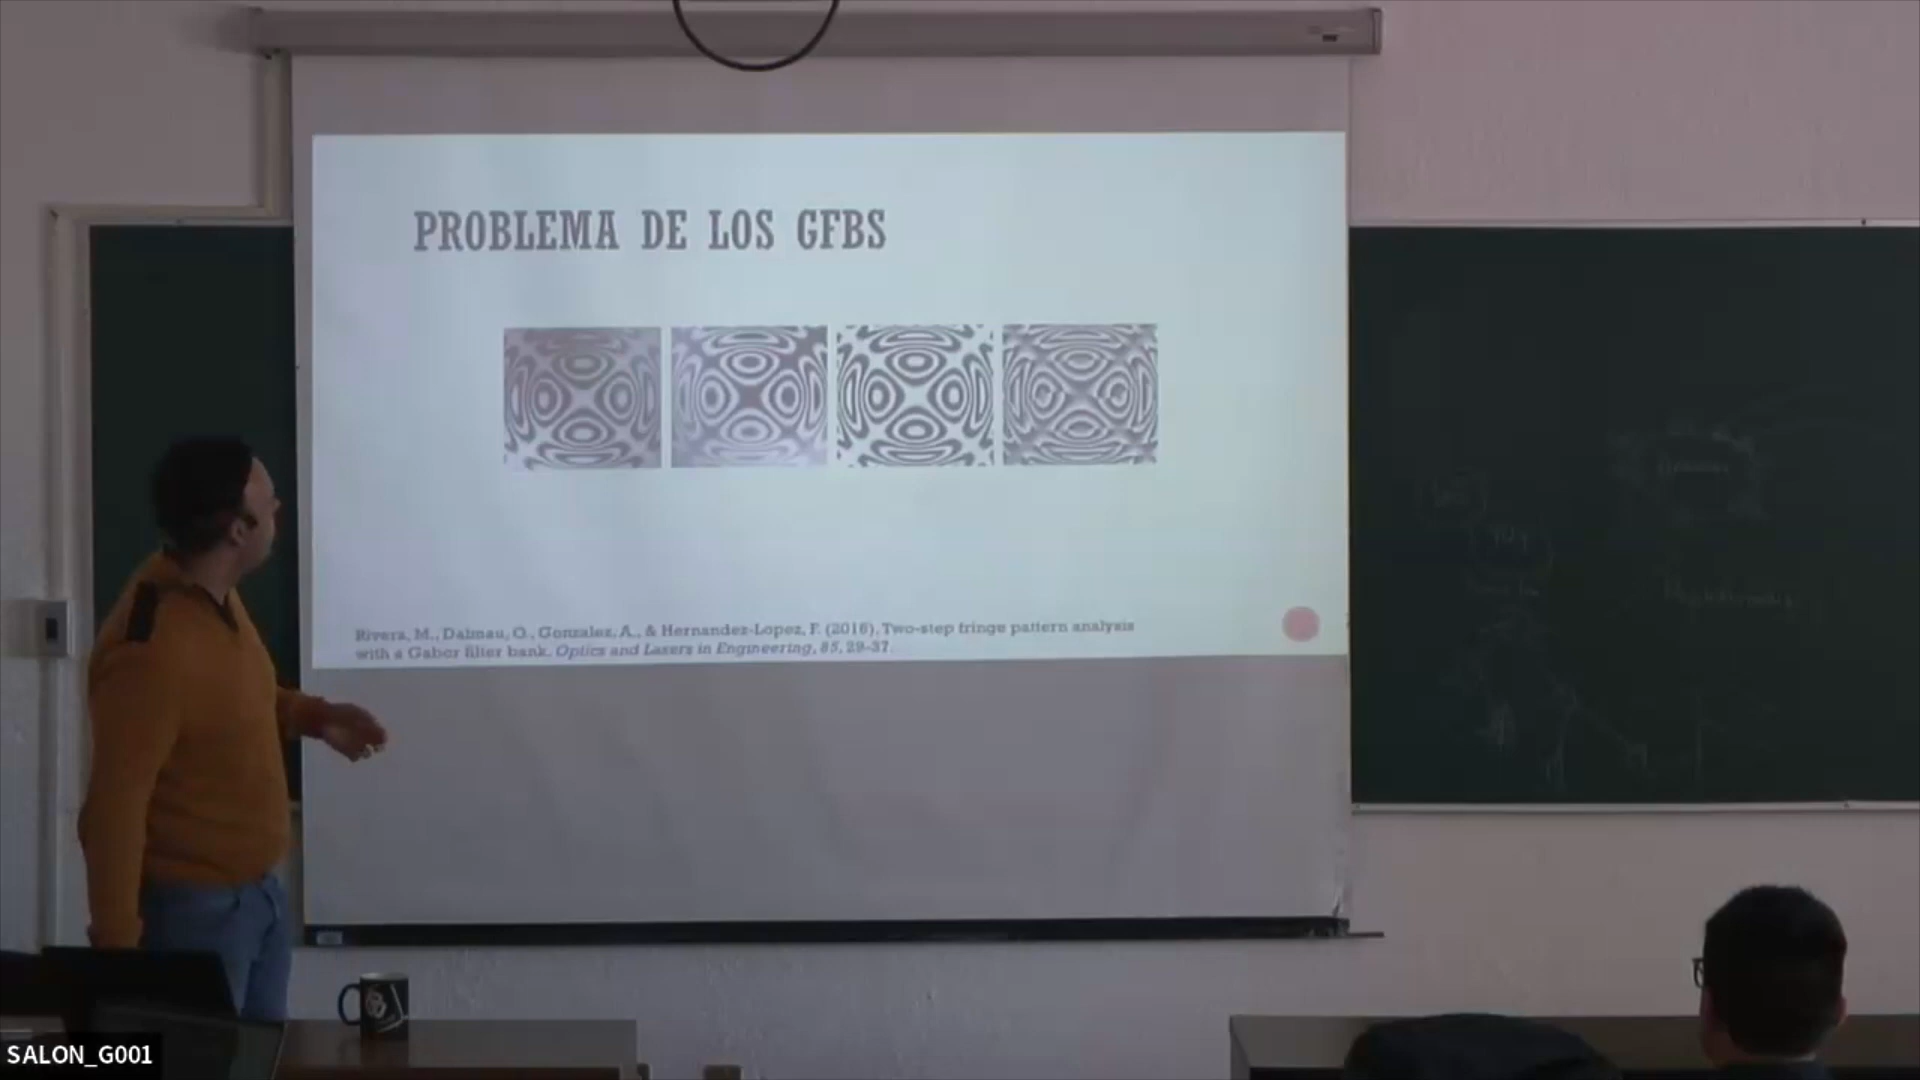 PROBLEMA DE LOS GFBS
Rivera, M., Dalmau, O., Gonzalez, A., & Hernandez-Lopez, F. (2016). Two-step fringe pattern analysis
with a Gabor filter bank. Optics and Lasers in Engineering, 85, 29-37.
SALON_G001